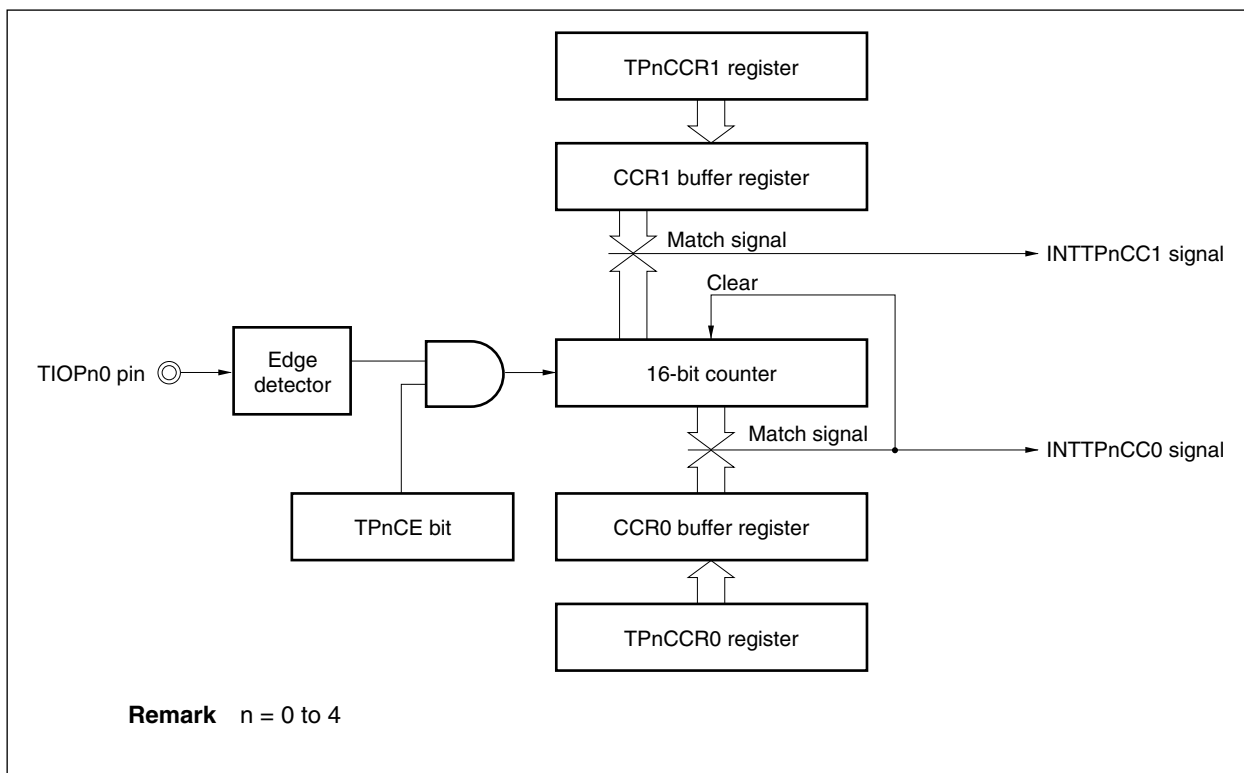 TPnCCR1 register
CCR1 buffer register
Match signal
INTTPnCC1 signal
Clear
TIOPn0 pin
Edge
detector
16-bit counter
Match signal
INTTPnCC0 signal
TPnCE bit
CCR0 buffer register
TPnCCR0 register
Remark n = 0 to 4